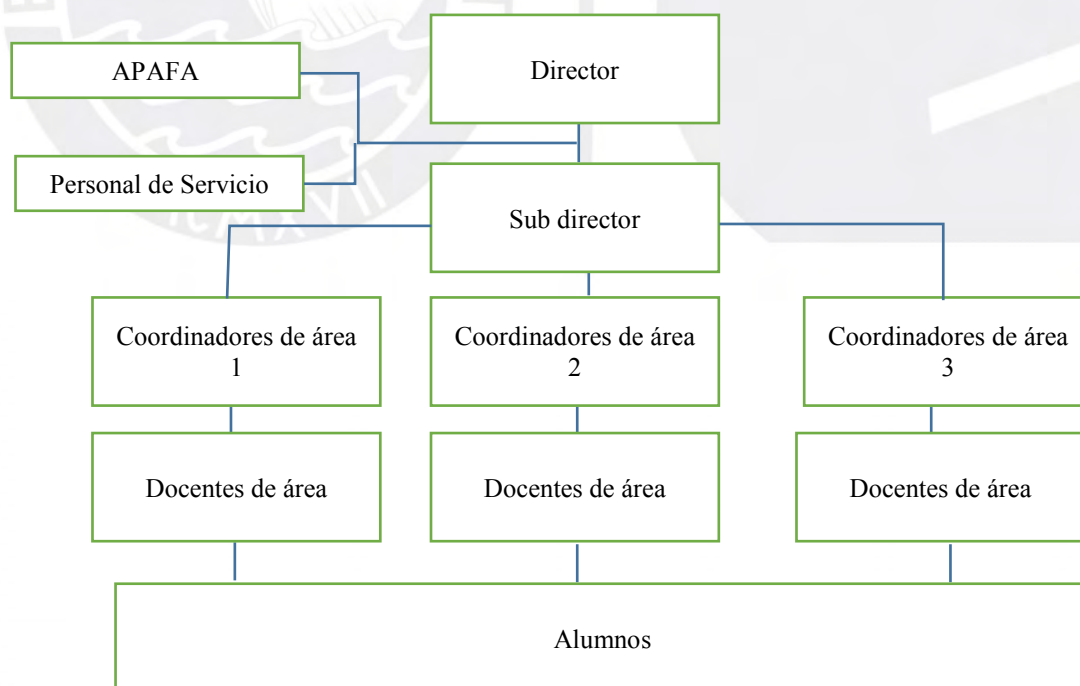 APAFA
Director
Personal de Servicio
Sub director
Coordinadores de área
1
Coordinadores de área
2
Coordinadores de área
3
Docentes de área
Docentes de área
Docentes de área
Alumnos